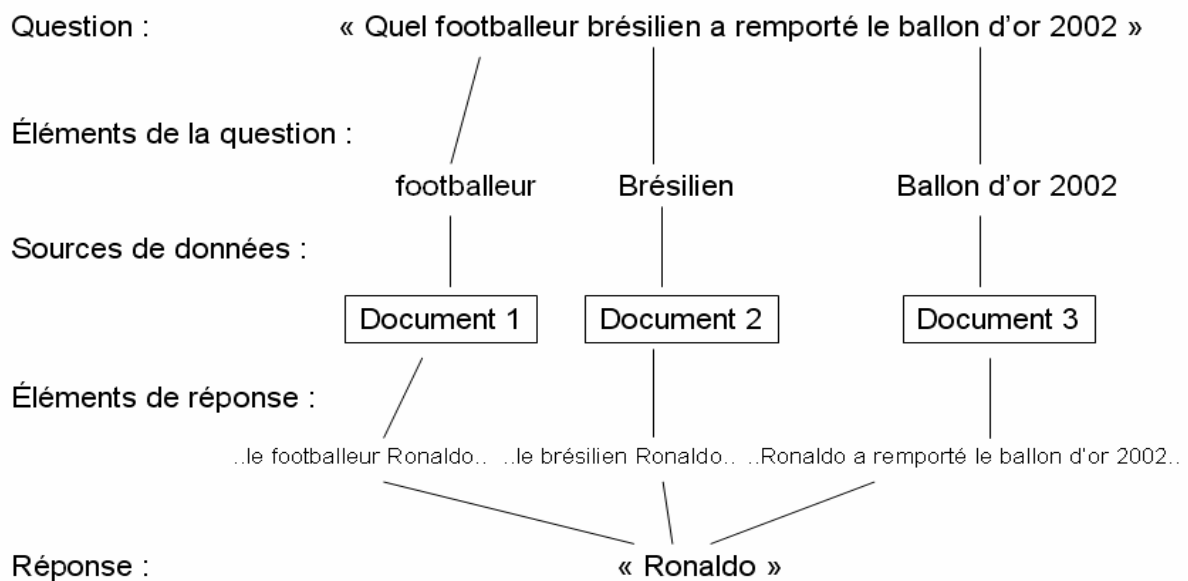 Question : « Quel footballeur brésilien a remporté le ballon d'or 2002 »
Éléments de la question :
footballeur Brésilien Ballon d'or 2002
Sources de données :
Document 1 Document 2 Document 3
Éléments de réponse :
..le footballeur Ronaldo.. ..le brésilien Ronaldo.. ..Ronaldo a remporté le ballon d'or 2002..
Réponse : « Ronaldo »